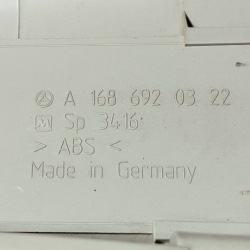 A 168 692 03 22
Sp 3416
> ABS <
Made in Germany